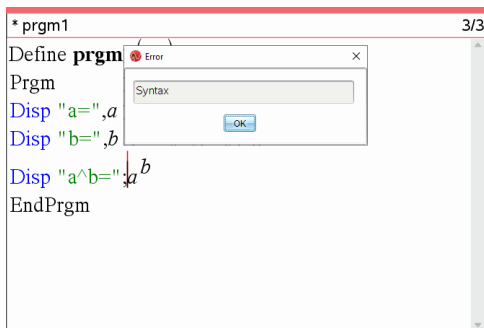 * prgm1 3/3
Define prgm
Error
Prgm
Syntax
OK
Disp "a=",a
Disp "b=",b
Disp "a^b=";a^b
EndPrgm